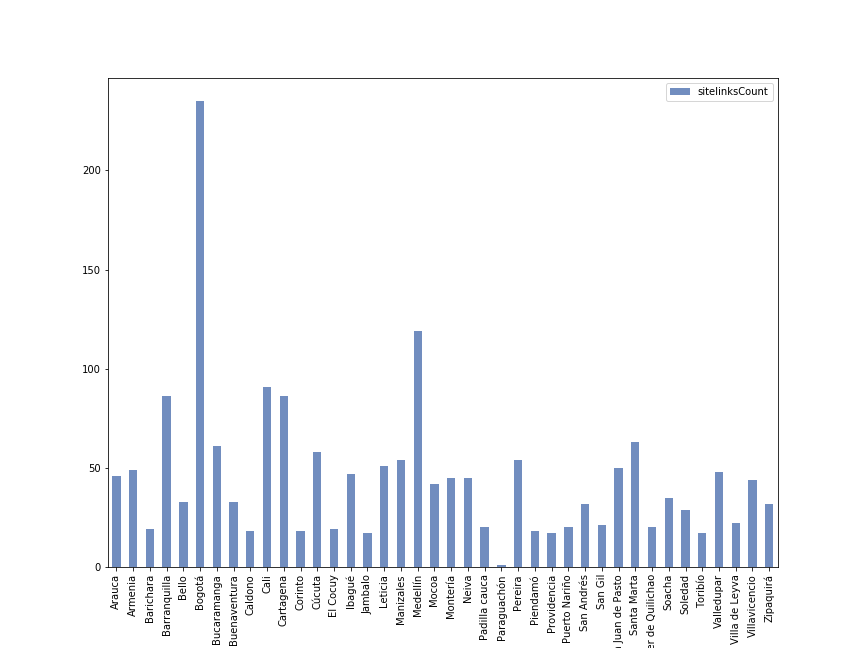 sitelinksCount
200
150
100
50
0
Arauca
Armenia
Barichara
Barranquilla
Bello
Bogotá
Bucaramanga
Buenaventura
Caldono
Cali
Cartagena
Corinto
Cúcuta
El Cocuy
Ibagué
Jambalo
Leticia
Manizales
Medellín
Mocoa
Montería
Neiva
Padilla cauca
Paraguachón
Pereira
Piendamó
Providencia
Puerto Nariño
San Andrés
San Gil
Juan de Pasto
Santa Marta
er de Quilichao
Soacha
Soledad
Toribío
Valledupar
Villa de Leyva
Villavicencio
Zipaquirá